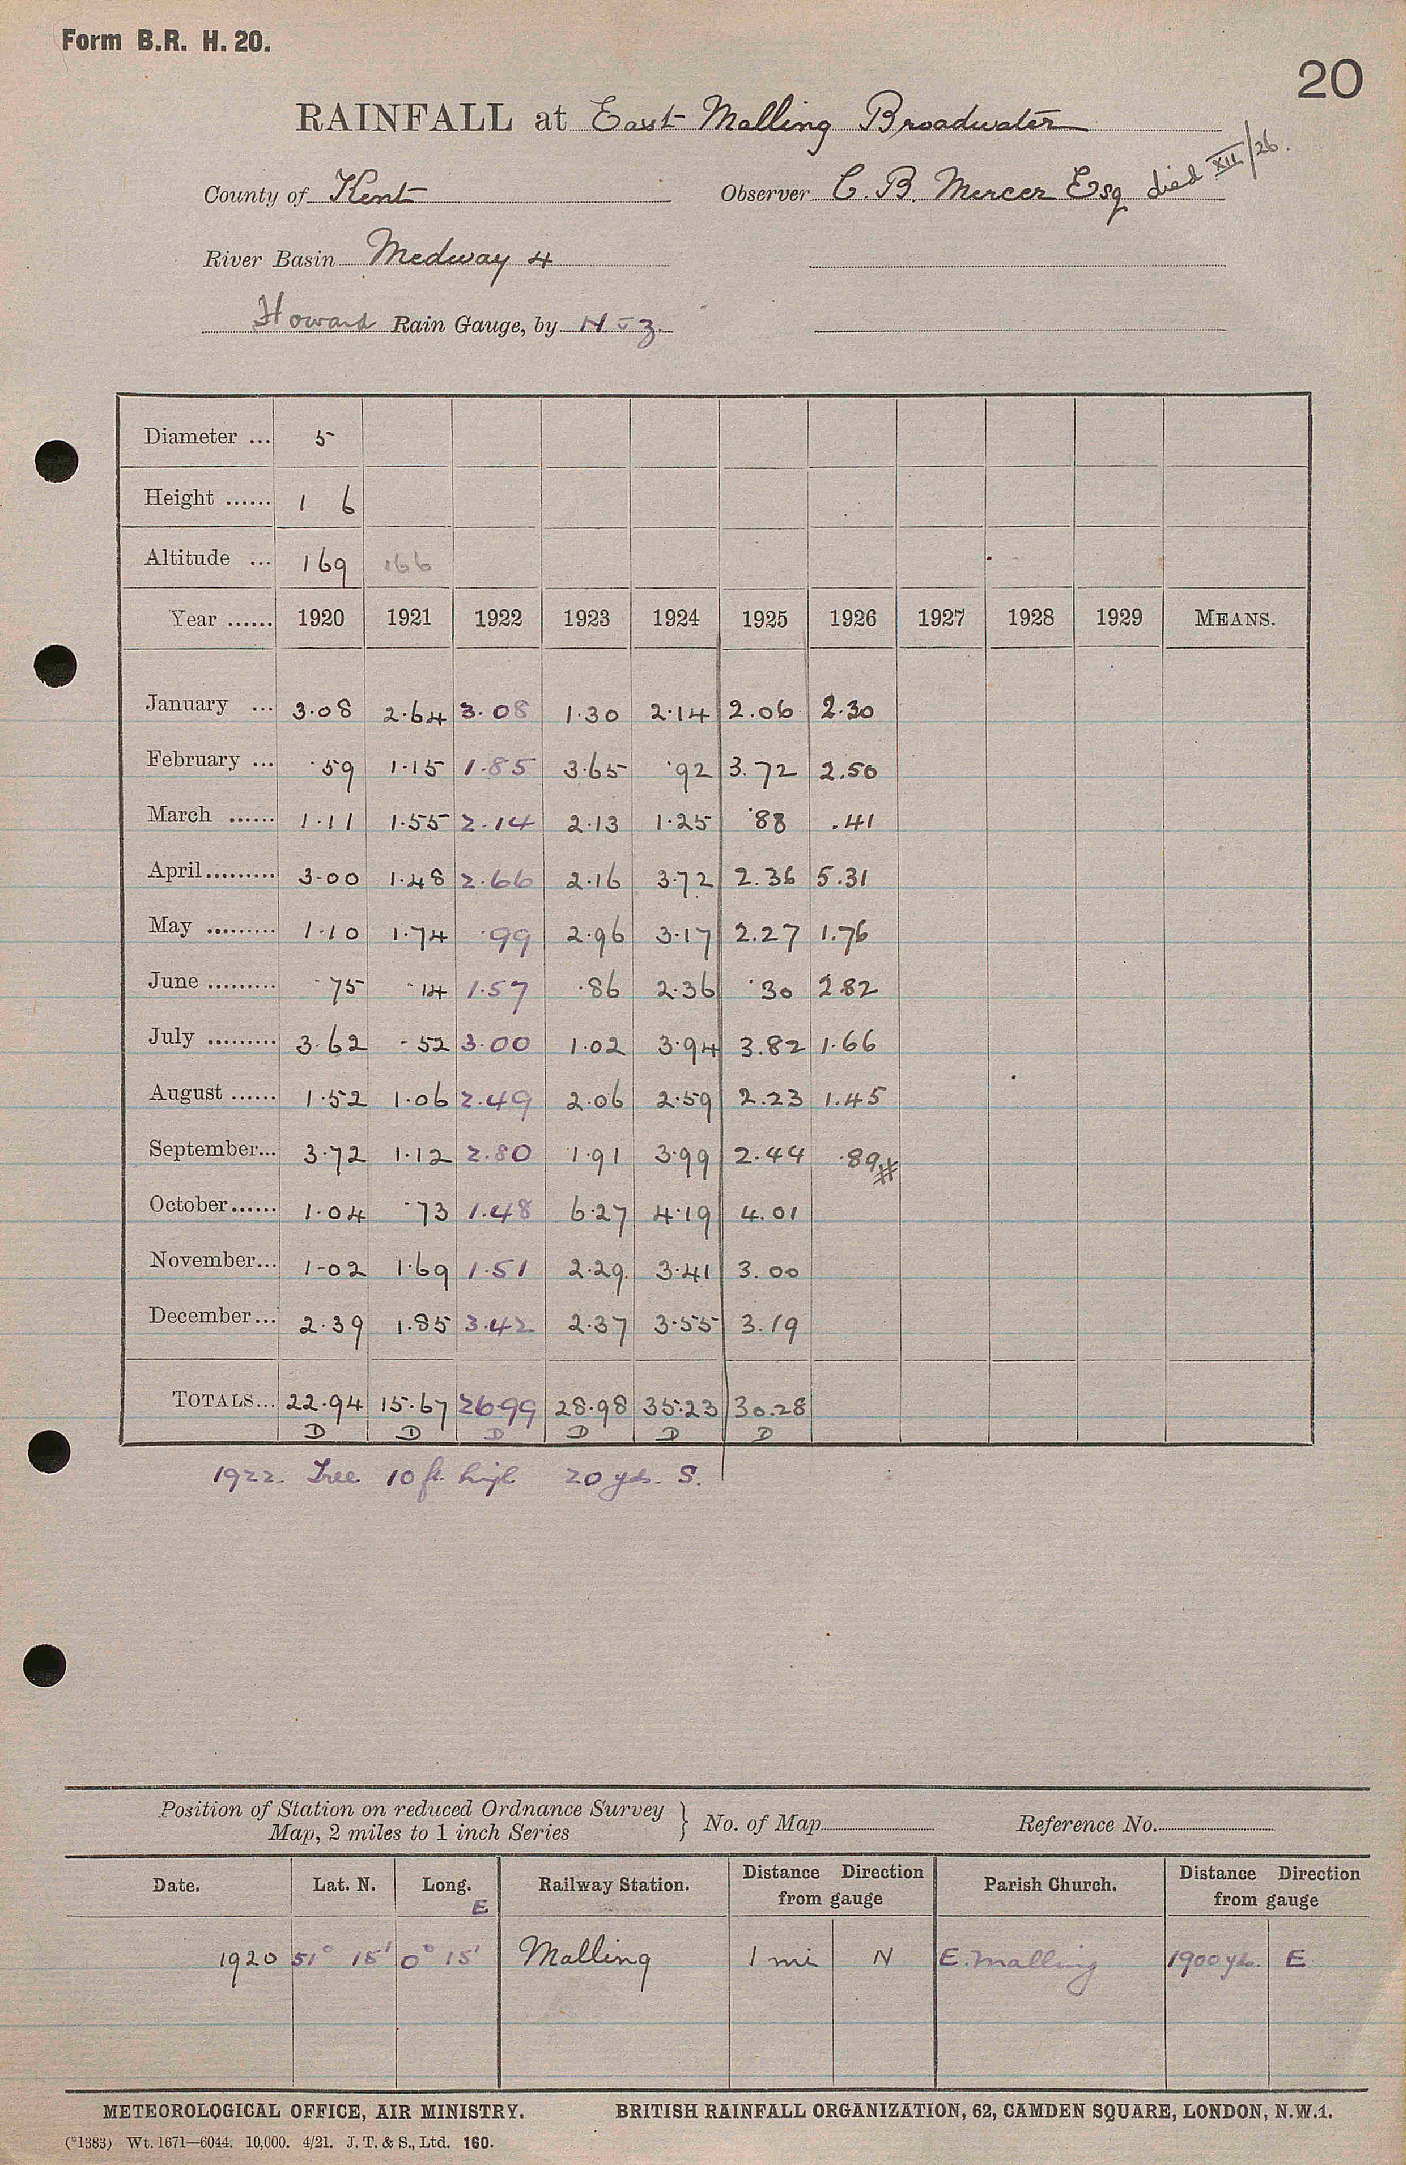 Form B.R. H. 20.
20
RAINFALL at East Malling Broadwater
County of Kent Observer C. B. Mercer Esq died XII/26.
River Basin Medway 4
Howard Rain Gauge, by N & Z.
Diameter ... 5
Height ...... 1 6
Altitude ... 169 166
Year ...... 1920 1921 1922 1923 1924 1925 1926 1927 1928 1929 MEANS.
January ... 3.08 2.64 3.08 1.30 2.14 2.06 2.30
February ... .59 1.15 1.85 3.65 .92 3.72 2.50
March ...... 1.11 1.55 2.14 2.13 1.25 .88 .41
April ......... 3.00 1.48 2.66 2.16 3.72 2.36 5.31
May ......... 1.10 1.74 .99 2.96 3.17 2.27 1.76
June ......... .75 .14 1.57 .86 2.36 .30 2.82
July ......... 3.62 .52 3.00 1.02 3.94 3.82 1.66
August ...... 1.52 1.06 2.49 2.06 2.59 2.23 1.45
September... 3.72 1.12 2.80 1.91 3.99 2.44 .89#
October ...... 1.04 .73 1.48 6.27 4.19 4.01
November... 1.02 1.69 1.51 2.29 3.41 3.00
December... 2.39 1.85 3.42 2.37 3.55 3.19
TOTALS... 22.94 15.67 26.99 28.98 35.23 30.28
D D D D D D
1922. Tree 10 ft. high 20 yds. S.
Position of Station on reduced Ordnance Survey
Map, 2 miles to 1 inch Series } No. of Map Reference No.
Date. Lat. N. Long. E Railway Station. Distance Direction from gauge Parish Church. Distance Direction from gauge
1920 51° 15' 0° 15' Malling 1 mi N E. Malling 1900 yds. E
METEOROLOGICAL OFFICE, AIR MINISTRY. BRITISH RAINFALL ORGANIZATION, 62, CAMDEN SQUARE, LONDON, N.W.1.
(*1383) Wt. 1671—6044. 10,000. 4/21. J. T. & S., Ltd. 160.